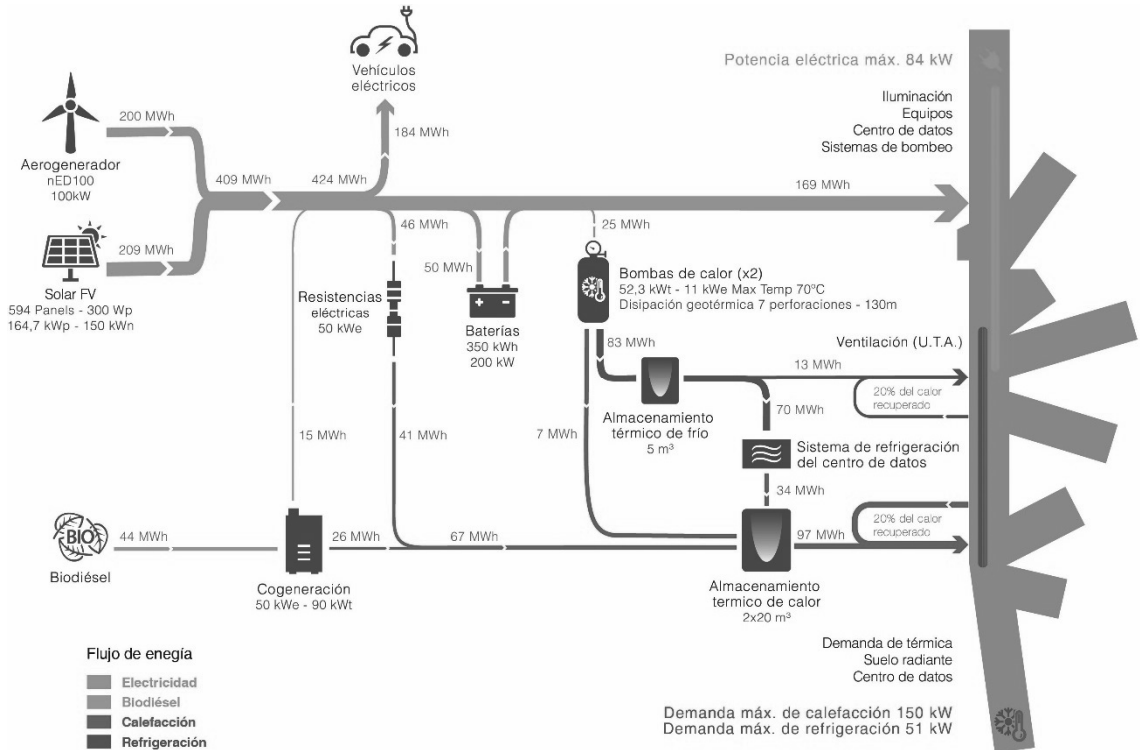 Vehículos
eléctricos
Potencia eléctrica máx. 84 kW
Iluminación
Equipos
Centro de datos
Sistemas de bombeo
200 MWh
184 MWh
Aerogenerador
nED100
100kW
409 MWh
424 MWh
169 MWh
209 MWh
Solar FV
594 Panels - 300 Wp
164,7 kWp - 150 kWn
46 MWh
50 MWh
25 MWh
Resistencias
eléctricas
50 kWe
Baterías
350 kWh
200 kW
Bombas de calor (x2)
52,3 kWt - 11 kWe Max Temp 70ºC
Disipación geotérmica 7 perforaciones - 130m
83 MWh
Ventilación (U.T.A.)
13 MWh
20% del calor
recuperado
Almacenamiento
térmico de frío
5 m³
70 MWh
15 MWh
41 MWh
7 MWh
Sistema de refrigeración
del centro de datos
34 MWh
20% del calor
recuperado
BIO
44 MWh
26 MWh
67 MWh
97 MWh
Biodiésel
Cogeneración
50 kWe - 90 kWt
Almacenamiento
termico de calor
2x20 m³
Flujo de enegía
Electricidad
Biodiésel
Calefacción
Refrigeración
Demanda de térmica
Suelo radiante
Centro de datos
Demanda máx. de calefacción 150 kW
Demanda máx. de refrigeración 51 kW